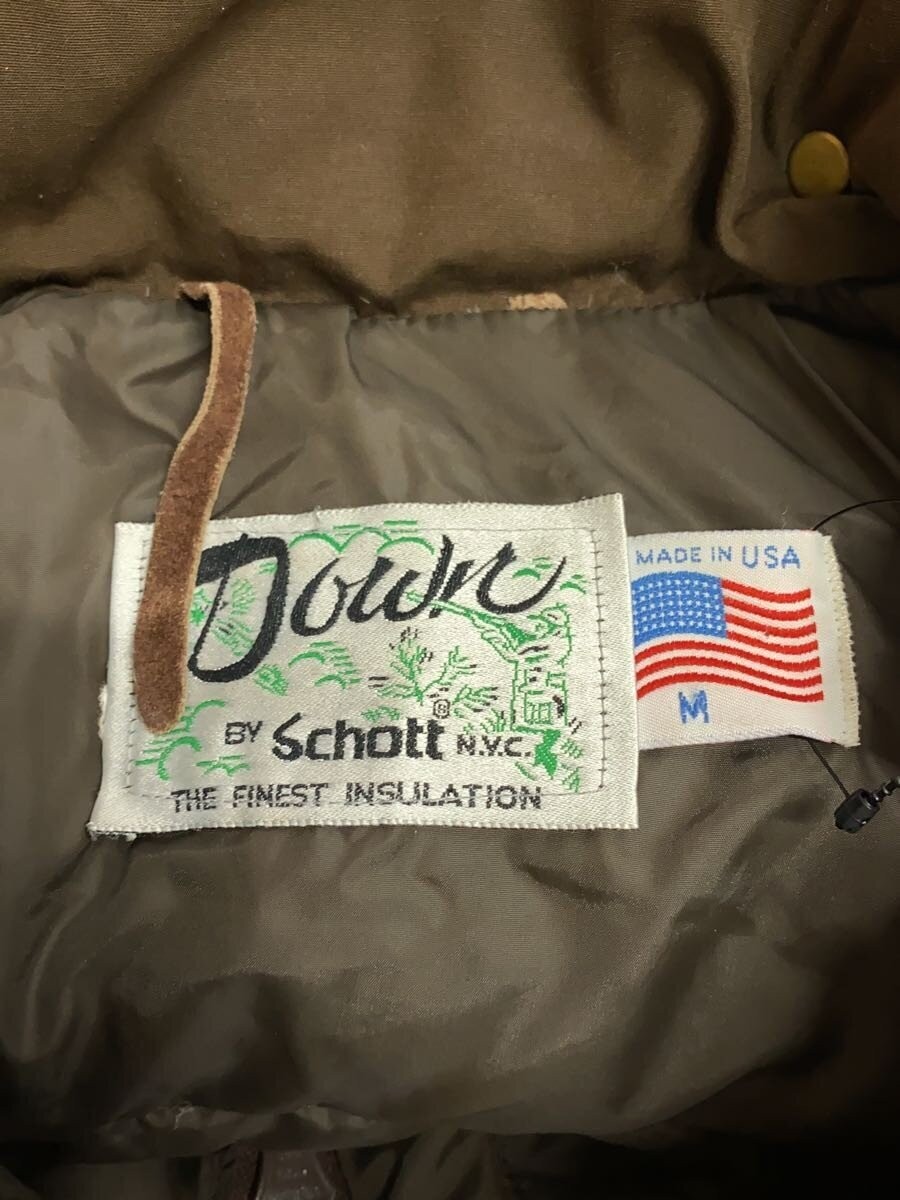 Down
BY Schott® N.Y.C.
THE FINEST INSULATION
MADE IN USA
M